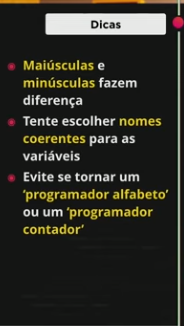 Dicas
Maiúsculas e
minúsculas fazem
diferença
Tente escolher nomes
coerentes para as
variáveis
Evite se tornar um
‘programador alfabeto’
ou um ‘programador
contador’